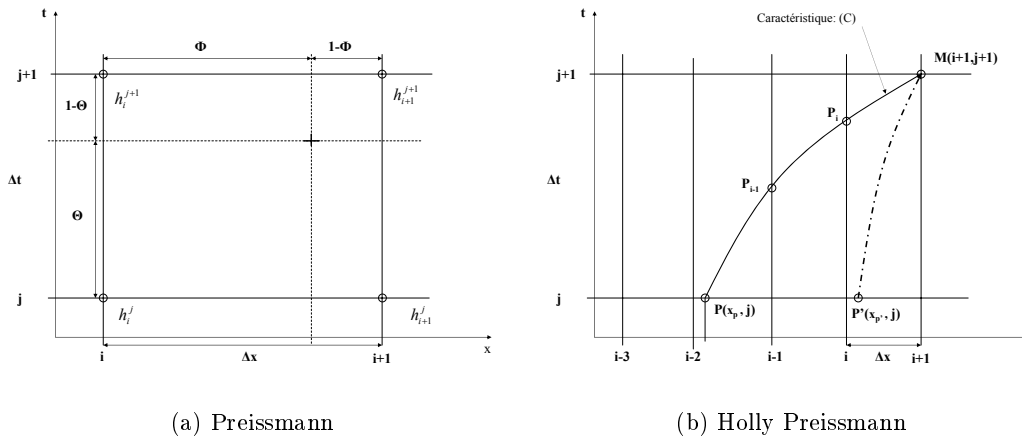 t
Φ
1-Φ
j+1
h_i^{j+1}
h_{i+1}^{j+1}
1-Θ
Δt
Θ
j
h_i^j
h_{i+1}^j
x
i
Δx
i+1
(a) Preissmann
t
Caractéristique: (C)
M(i+1,j+1)
j+1
P_i
Δt
P_{i-1}
j
P(x_p, j)
P'(x_{p'}, j)
i-3
i-2
i-1
i
Δx
i+1
(b) Holly Preissmann